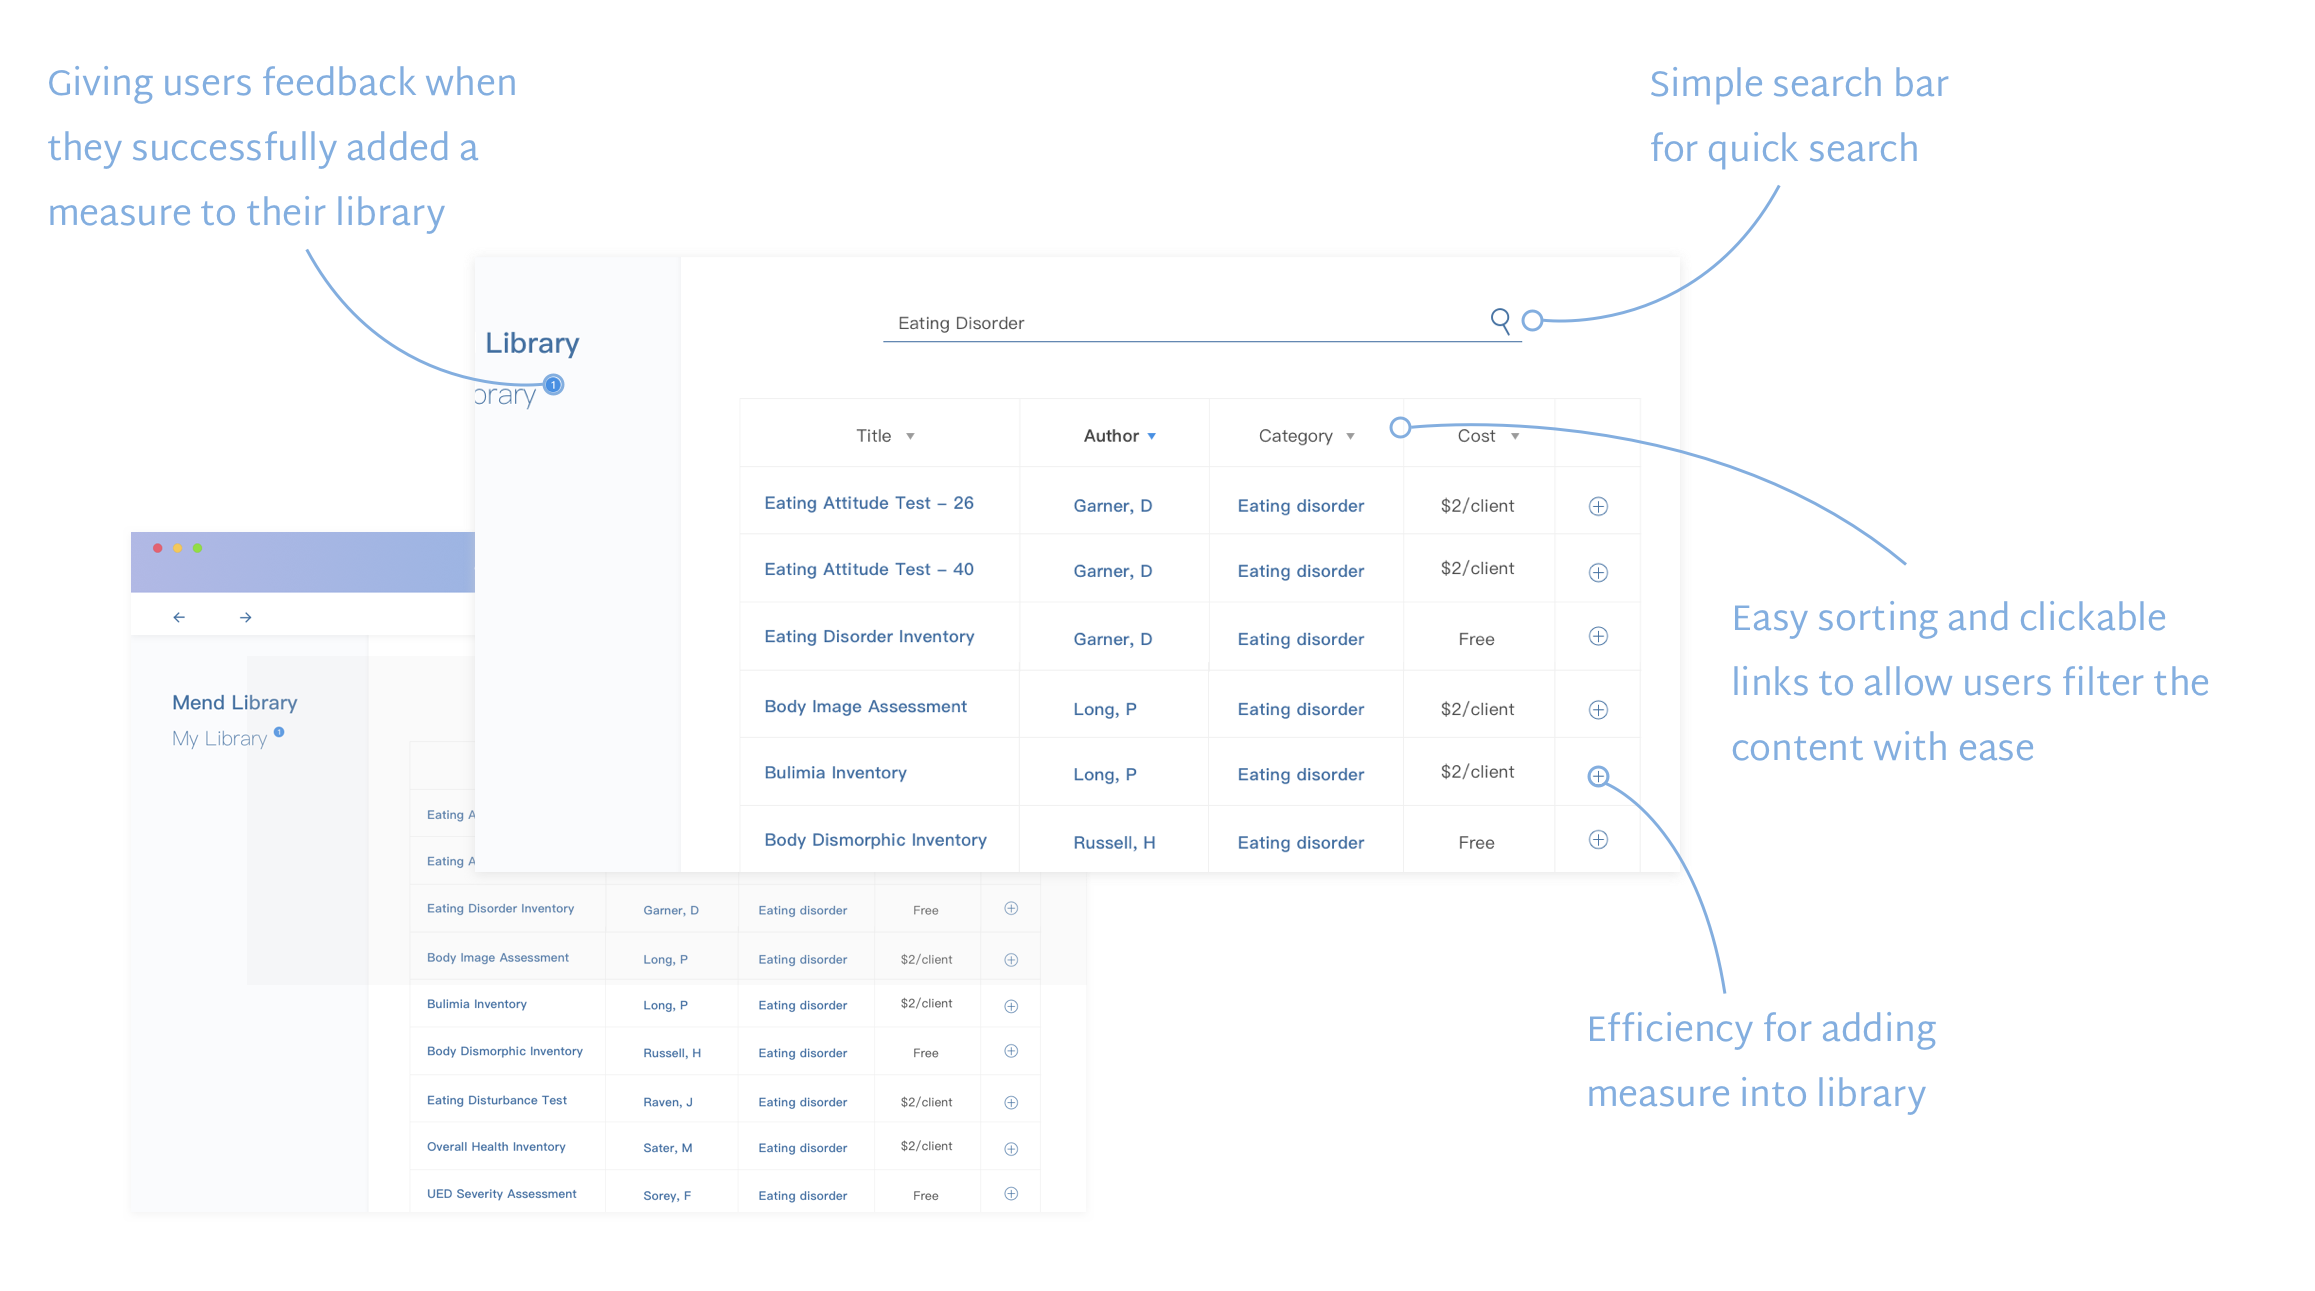 Giving users feedback when
they successfully added a
measure to their library
Simple search bar
for quick search
Library
brary
1
Eating Disorder
Title Author Category Cost
Eating Attitude Test – 26 Garner, D Eating disorder $2/client
Eating Attitude Test – 40 Garner, D Eating disorder $2/client
Eating Disorder Inventory Garner, D Eating disorder Free
Body Image Assessment Long, P Eating disorder $2/client
Bulimia Inventory Long, P Eating disorder $2/client
Body Dismorphic Inventory Russell, H Eating disorder Free
Easy sorting and clickable
links to allow users filter the
content with ease
Efficiency for adding
measure into library
Mend Library
My Library 1
Eating A
Eating A
Eating Disorder Inventory Garner, D Eating disorder Free
Body Image Assessment Long, P Eating disorder $2/client
Bulimia Inventory Long, P Eating disorder $2/client
Body Dismorphic Inventory Russell, H Eating disorder Free
Eating Disturbance Test Raven, J Eating disorder $2/client
Overall Health Inventory Sater, M Eating disorder $2/client
UED Severity Assessment Sorey, F Eating disorder Free